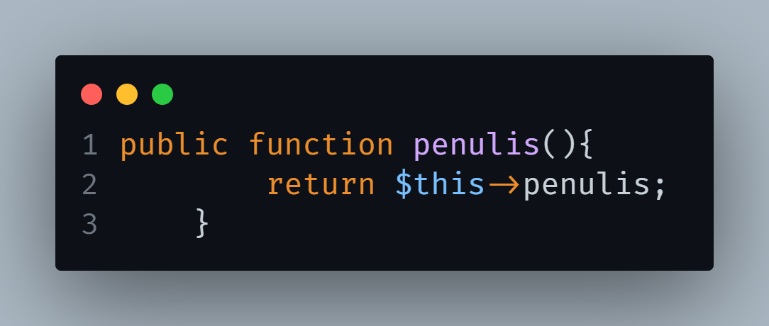 1 public function penulis(){
2         return $this->penulis;
3     }